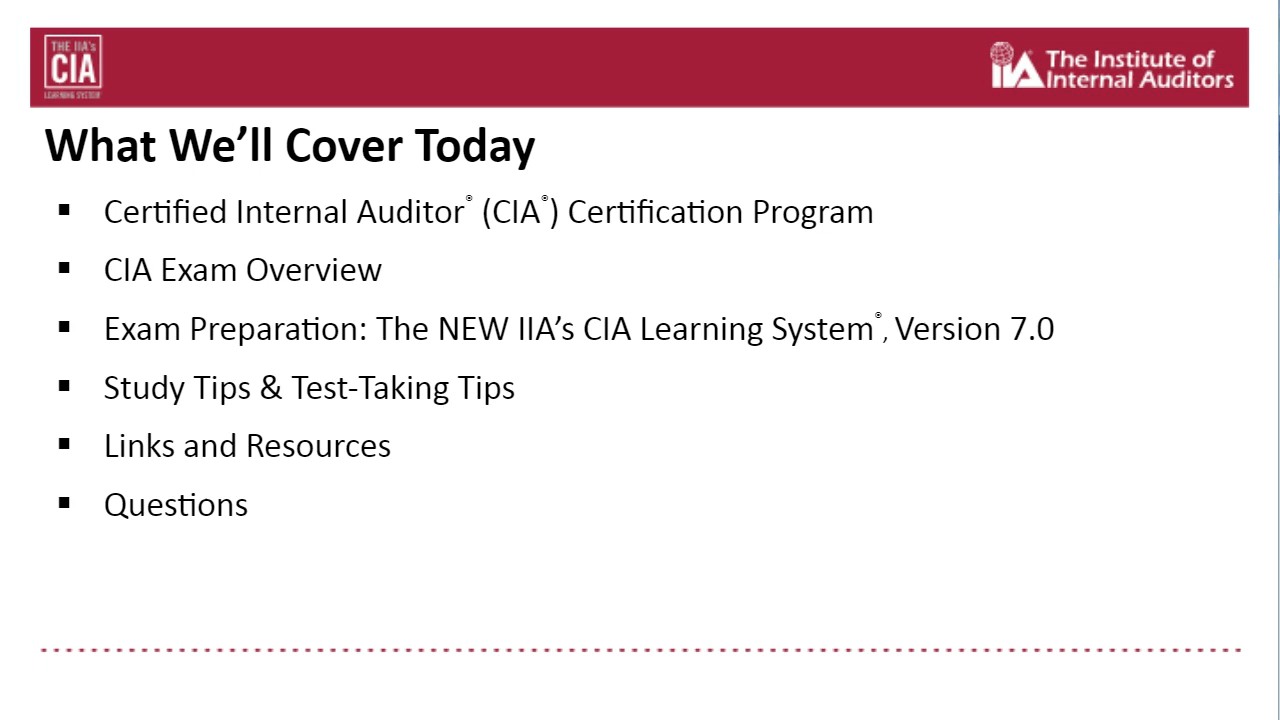 THE IIA's
CIA
LEARNING SYSTEM
IIA The Institute of
Internal Auditors
What We’ll Cover Today
▪ Certified Internal Auditor® (CIA®) Certification Program
▪ CIA Exam Overview
▪ Exam Preparation: The NEW IIA’s CIA Learning System®, Version 7.0
▪ Study Tips & Test-Taking Tips
▪ Links and Resources
▪ Questions